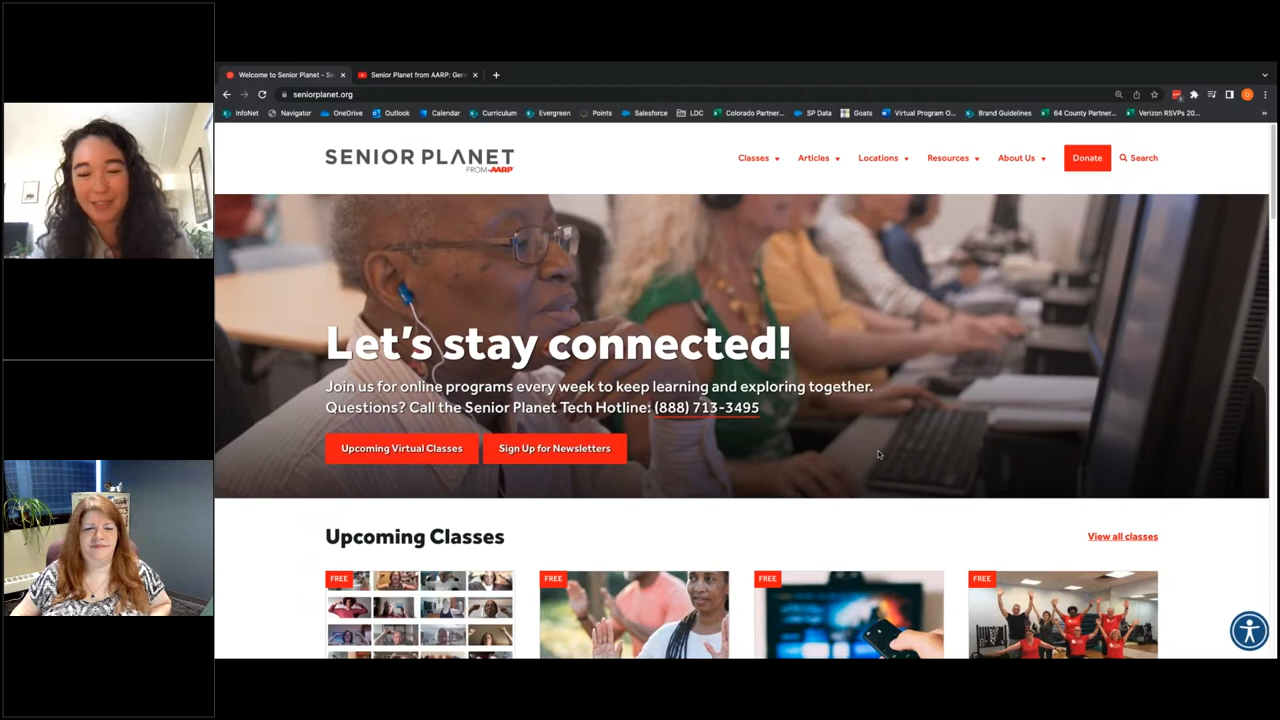 Welcome to Senior Planet - Se
Senior Planet from AARP: Ger
seniorplanet.org
InfoNet Navigator OneDrive Outlook Calendar Curriculum Evergreen Points Salesforce LDC Colorado Partner... SP Data Goats Virtual Program O... Brand Guidelines 64 County Partner... Verizon RSVPs 20...
SENIOR PLANET
FROM AARP
Classes Articles Locations Resources About Us Donate Search
Let's stay connected!
Join us for online programs every week to keep learning and exploring together.
Questions? Call the Senior Planet Tech Hotline: (888) 713-3495
Upcoming Virtual Classes Sign Up for Newsletters
Upcoming Classes View all classes
FREE FREE FREE FREE